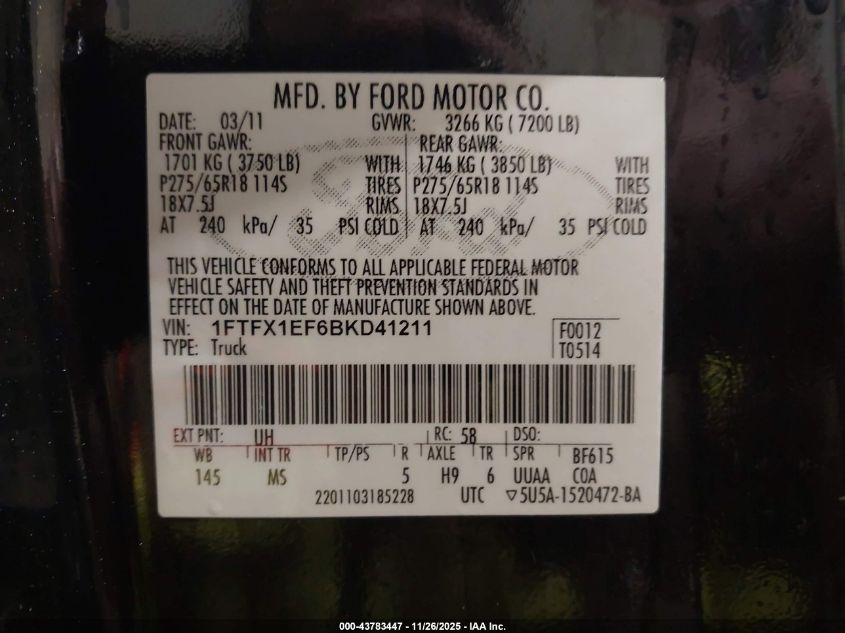 MFD. BY FORD MOTOR CO.
DATE: 03/11 GVWR: 3266 KG ( 7200 LB)
FRONT GAWR: REAR GAWR:
1701 KG ( 3750 LB) WITH 1746 KG ( 3850 LB) WITH
P275/65R18 114S TIRES P275/65R18 114S TIRES
18X7.5J RIMS 18X7.5J RIMS
AT 240 kPa/ 35 PSI COLD AT 240 kPa/ 35 PSI COLD
THIS VEHICLE CONFORMS TO ALL APPLICABLE FEDERAL MOTOR
VEHICLE SAFETY AND THEFT PREVENTION STANDARDS IN
EFFECT ON THE DATE OF MANUFACTURE SHOWN ABOVE.
VIN: 1FTFX1EF6BKD41211 F0012
TYPE: Truck T0514
EXT PNT: UH RC: 58 DSO:
WB INT TR TP/PS R AXLE TR SPR BF615
145 MS 5 H9 6 UUAA COA
2201103185228 UTC ▽5U5A-1520472-BA
000-43783447 - 11/26/2025 - IAA Inc.